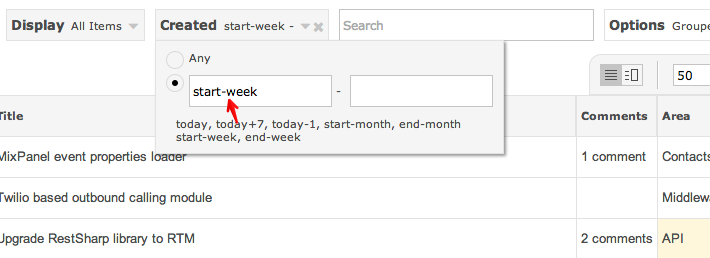 Display All Items Created start-week - Search Options Groupe
Any
start-week -
50
today, today+7, today-1, start-month, end-month
start-week, end-week
Title Comments Area
MixPanel event properties loader 1 comment Contacts
Twilio based outbound calling module Middlewa
Upgrade RestSharp library to RTM 2 comments API